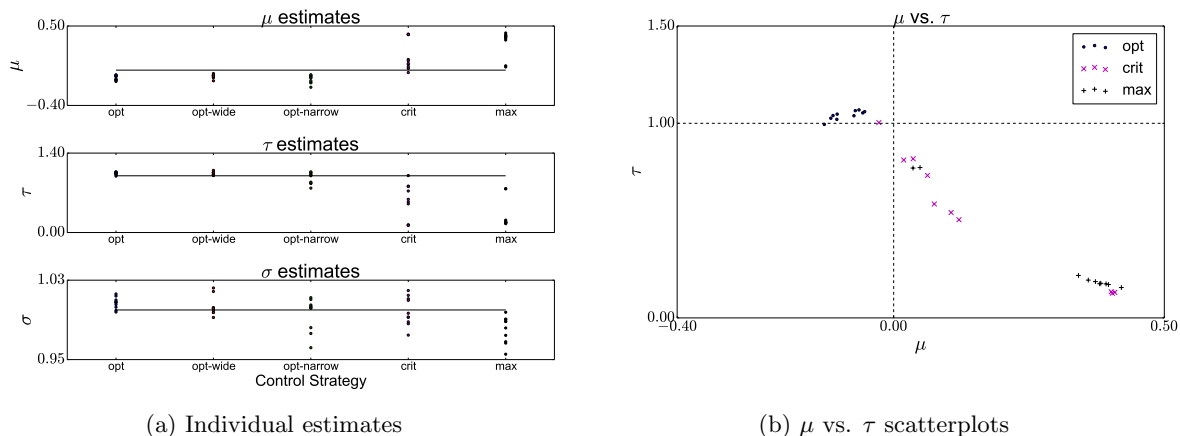 μ estimates
0.50
μ
−0.40
opt
opt-wide
opt-narrow
crit
max
τ estimates
1.40
τ
0.00
opt
opt-wide
opt-narrow
crit
max
σ estimates
1.03
σ
0.95
opt
opt-wide
opt-narrow
crit
max
Control Strategy
(a) Individual estimates
μ vs. τ
1.50
opt
crit
max
1.00
τ
0.00
−0.40
0.00
0.50
μ
(b) μ vs. τ scatterplots